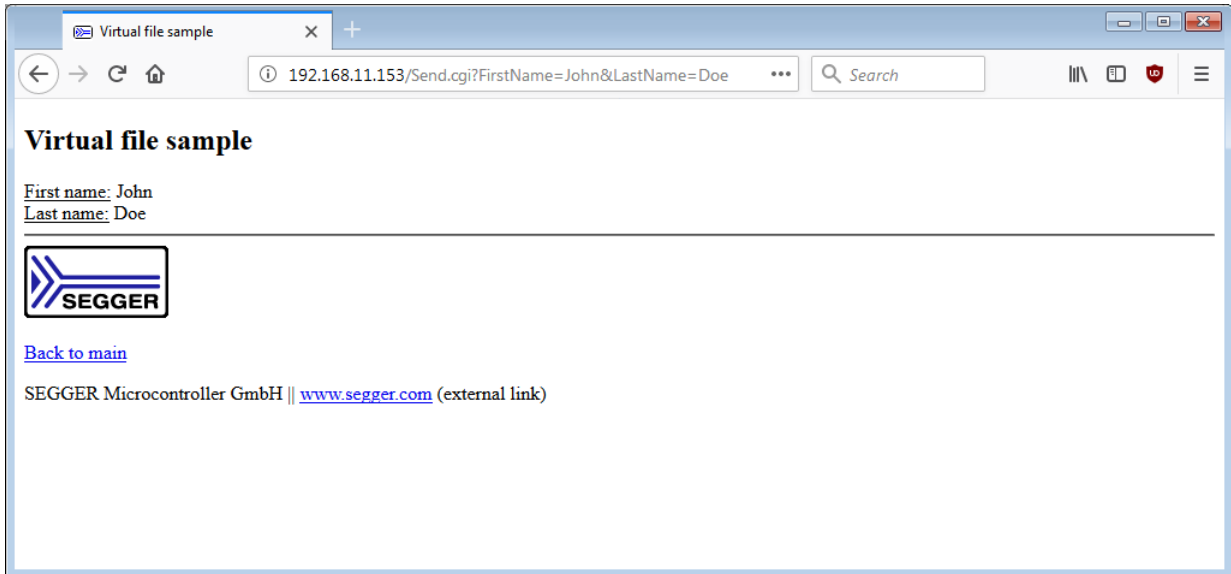 Virtual file sample
192.168.11.153/Send.cgi?FirstName=John&LastName=Doe
Search
Virtual file sample
First name: John
Last name: Doe
SEGGER
Back to main
SEGGER Microcontroller GmbH || www.segger.com (external link)